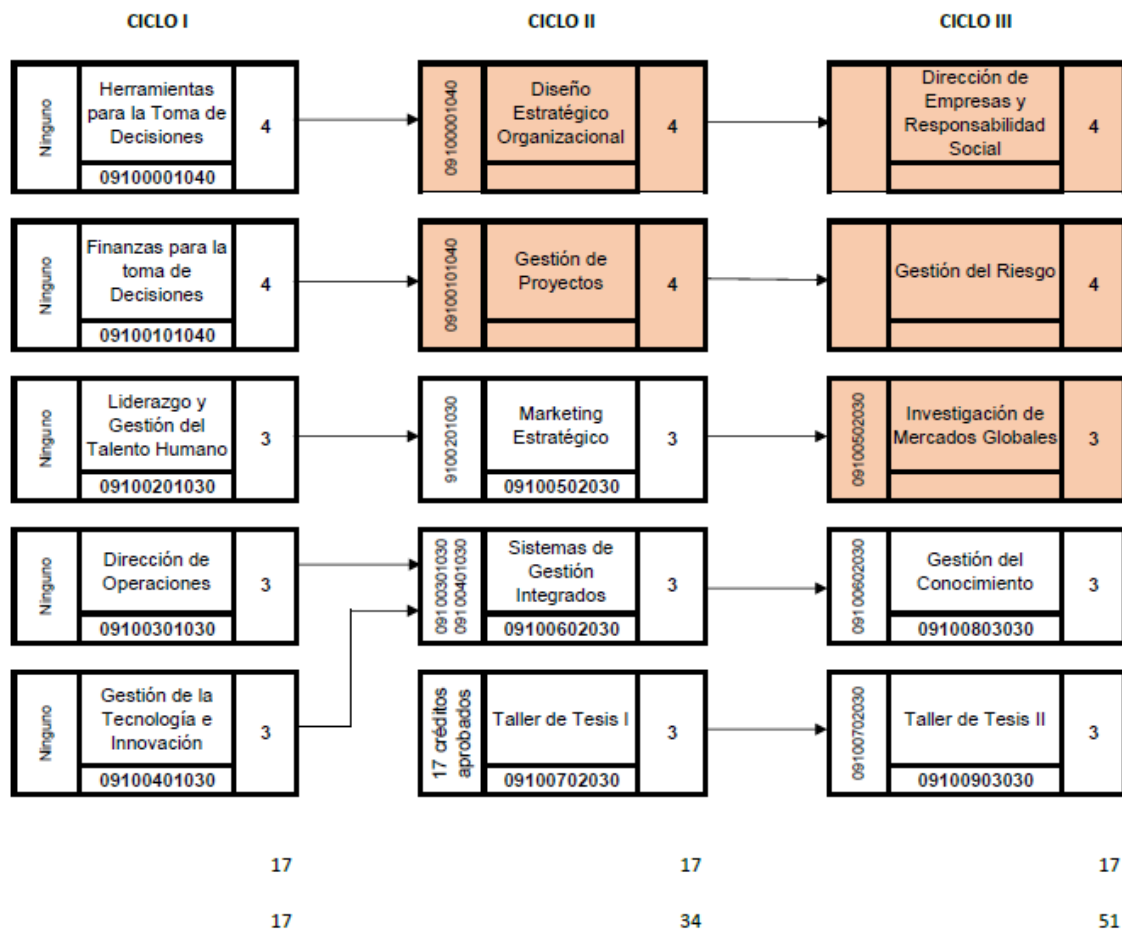 CICLO I
CICLO II
CICLO III
Ninguno
Herramientas
para la Toma de
Decisiones
09100001040
4
09100001040
Diseño
Estratégico
Organizacional
4
Dirección de
Empresas y
Responsabilidad
Social
4
Ninguno
Finanzas para la
toma de
Decisiones
09100101040
4
09100101040
Gestión de
Proyectos
4
Gestión del Riesgo
4
Ninguno
Liderazgo y
Gestión del
Talento Humano
09100201030
3
9100201030
Marketing
Estratégico
09100502030
3
09100502030
Investigación de
Mercados Globales
3
Ninguno
Dirección de
Operaciones
09100301030
3
09100301030
09100401030
Sistemas de
Gestión
Integrados
09100602030
3
09100602030
Gestión del
Conocimiento
09100803030
3
Ninguno
Gestión de la
Tecnología e
Innovación
09100401030
3
17 créditos
aprobados
Taller de Tesis I
09100702030
3
09100702030
Taller de Tesis II
09100903030
3
17
17
17
17
34
51